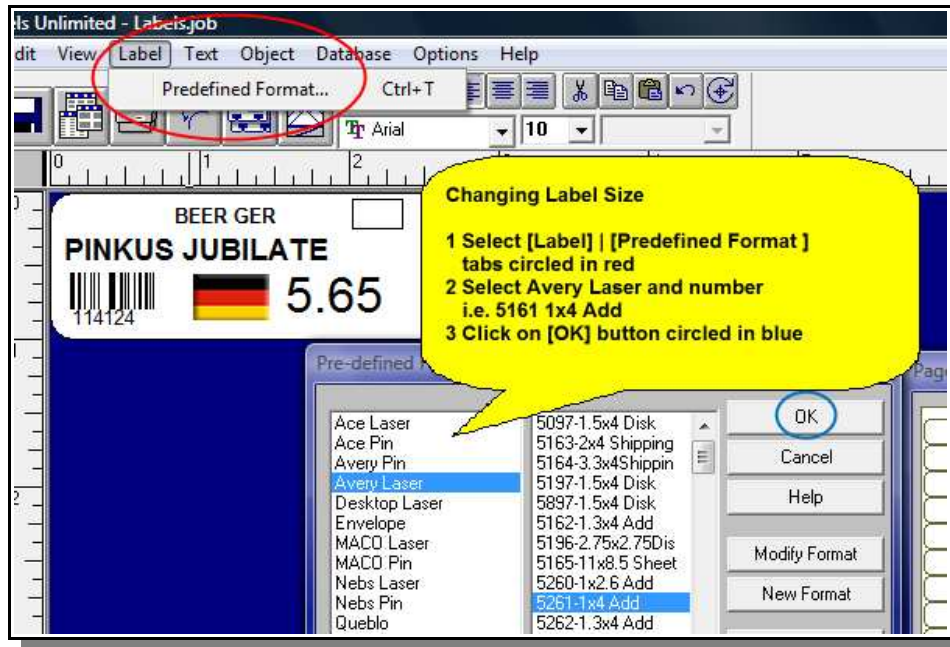 ls Unlimited - Labels.job
dit View Label Text Object Database Options Help
Predefined Format... Ctrl+T
Arial 10
0 1 2
BEER GER
PINKUS JUBILATE
5.65
114124
Changing Label Size
1 Select [Label] | [Predefined Format ]
tabs circled in red
2 Select Avery Laser and number
i.e. 5161 1x4 Add
3 Click on [OK] button circled in blue
Pre-defined
Page
Ace Laser
Ace Pin
Avery Pin
Avery Laser
Desktop Laser
Envelope
MACO Laser
MACO Pin
Nebs Laser
Nebs Pin
Queblo
5097-1.5x4 Disk
5163-2x4 Shipping
5164-3.3x4Shippin
5197-1.5x4 Disk
5897-1.5x4 Disk
5162-1.3x4 Add
5196-2.75x2.75Dis
5165-11x8.5 Sheet
5260-1x2.6 Add
5261-1x4 Add
5262-1.3x4 Add
OK
Cancel
Help
Modify Format
New Format
2